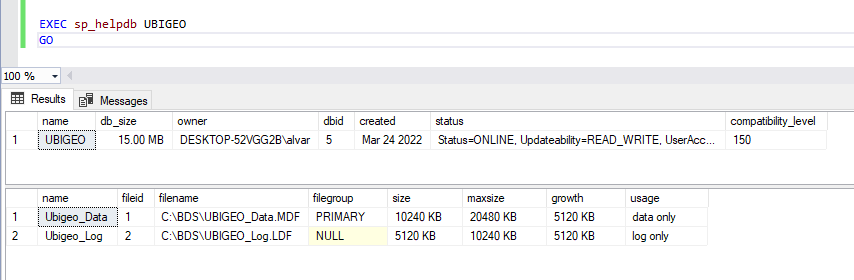 EXEC sp_helpdb UBIGEO
GO
100 %
Results Messages
name db_size owner dbid created status compatibility_level
1 UBIGEO 15.00 MB DESKTOP-52VGG2B\alvar 5 Mar 24 2022 Status=ONLINE, Updateability=READ_WRITE, UserAcc... 150
name fileid filename filegroup size maxsize growth usage
1 Ubigeo_Data 1 C:\BDS\UBIGEO_Data.MDF PRIMARY 10240 KB 20480 KB 5120 KB data only
2 Ubigeo_Log 2 C:\BDS\UBIGEO_Log.LDF NULL 5120 KB 10240 KB 5120 KB log only